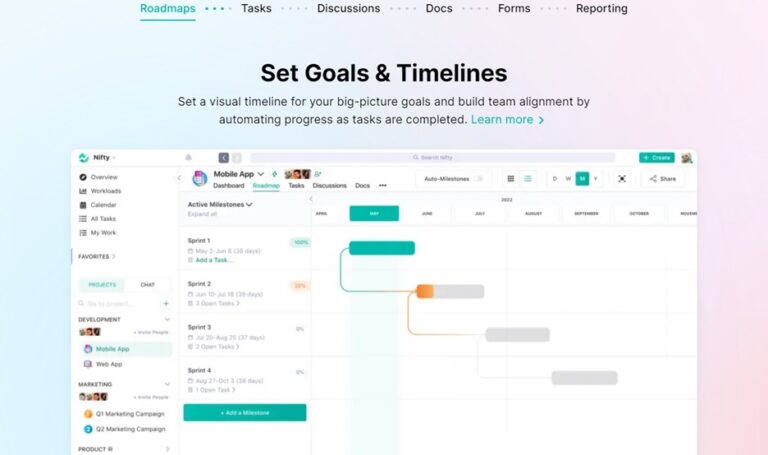 Roadmaps Tasks Discussions Docs Forms Reporting
Set Goals & Timelines
Set a visual timeline for your big-picture goals and build team alignment by
automating progress as tasks are completed. Learn more >
Nifty
Search Nifty
+ Create
Overview
Workloads
Calendar
All Tasks
My Work
FAVORITES >
PROJECTS CHAT
Go to project... +
DEVELOPMENT
+ Invite People
Mobile App
Web App
MARKETING
+ Invite People
Q1 Marketing Campaign
2 Q2 Marketing Campaign
PRODUCT
Mobile App
Dashboard Roadmap Tasks Discussions Docs •••
Auto-Milestones
D W M Y
Share
Active Milestones
Expand all
2022
APRIL MAY JUNE JULY AUGUST SEPTEMBER OCTOBER NOVEM
Sprint 1 100%
May 2-Jun 8 (39 days)
Add a Task...
Sprint 2
Jun 10-Jul 18 (39 days)
3 Open Tasks >
Sprint 3 0%
Jul 20-Aug 25 (37 days)
2 Open Tasks >
Sprint 4 0%
Aug 27-Oct 3 (38 days)
1 Open Task >
+ Add a Milestone